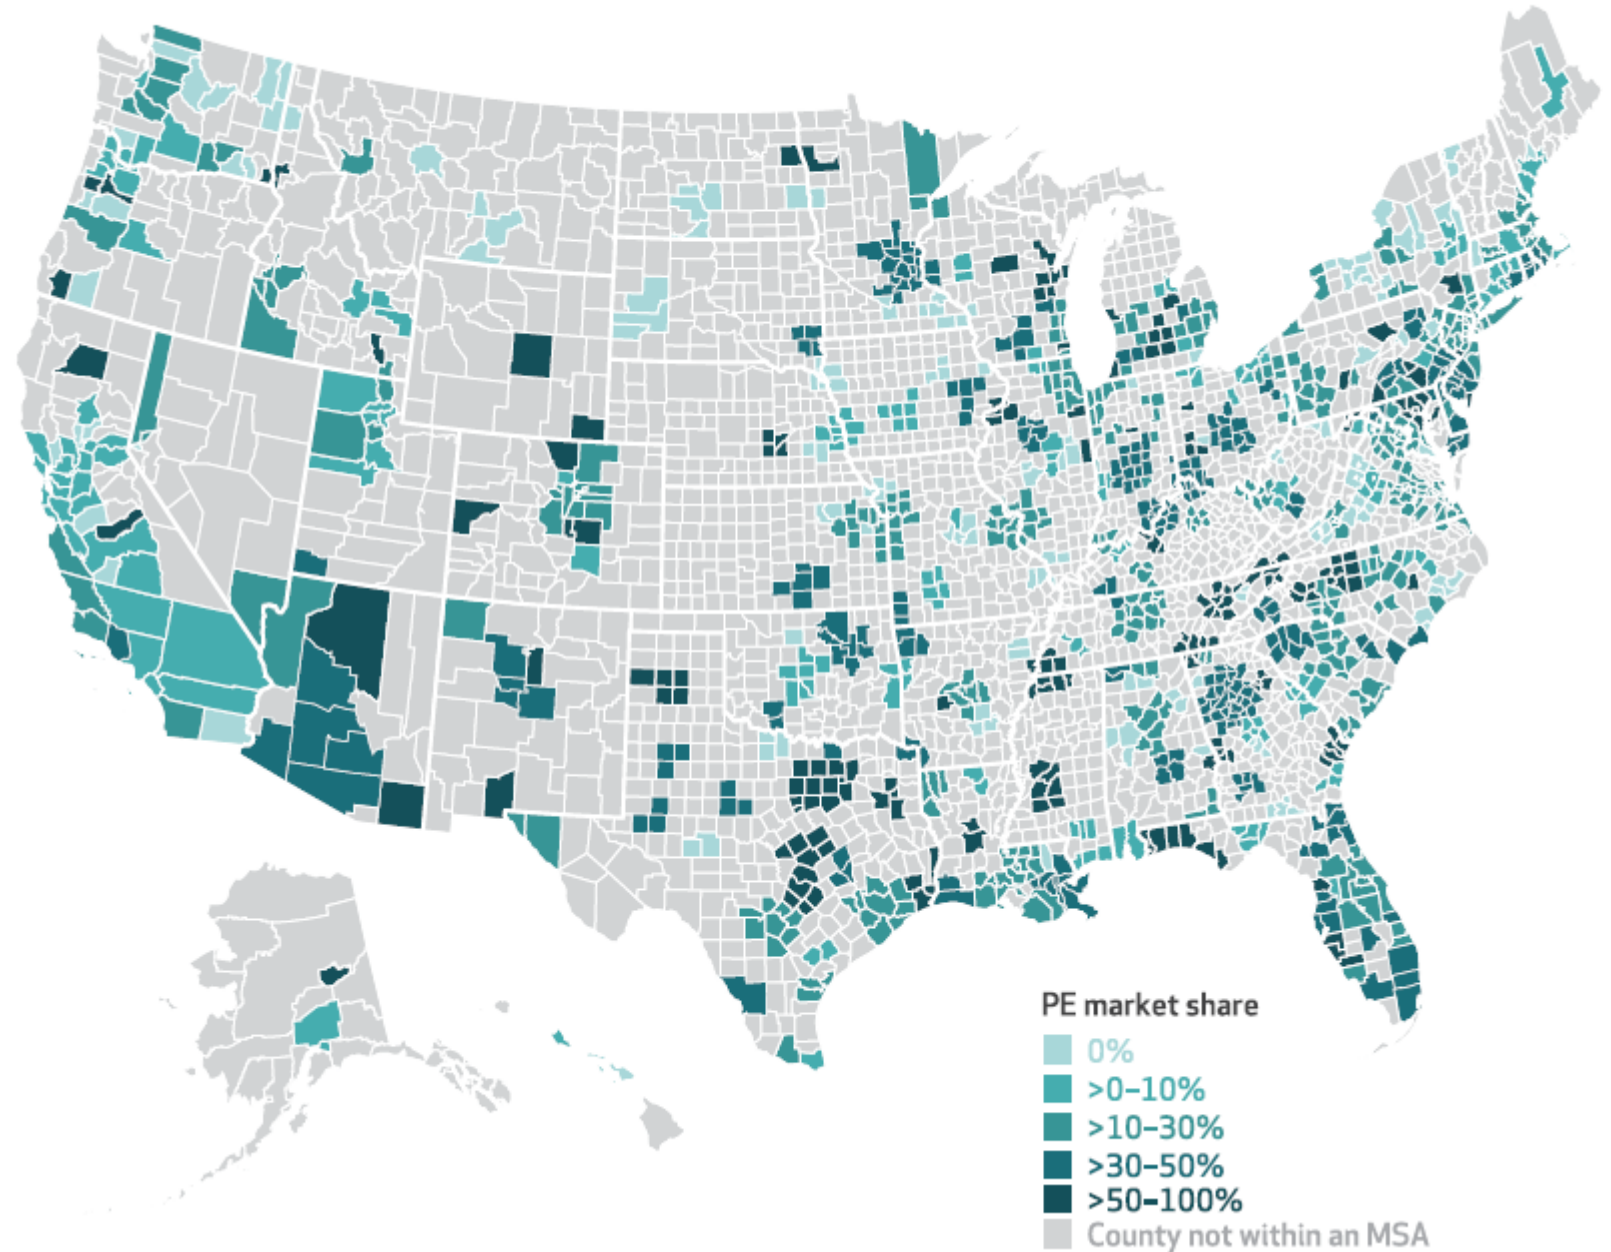 PE market share
0%
>0–10%
>10–30%
>30–50%
>50–100%
County not within an MSA